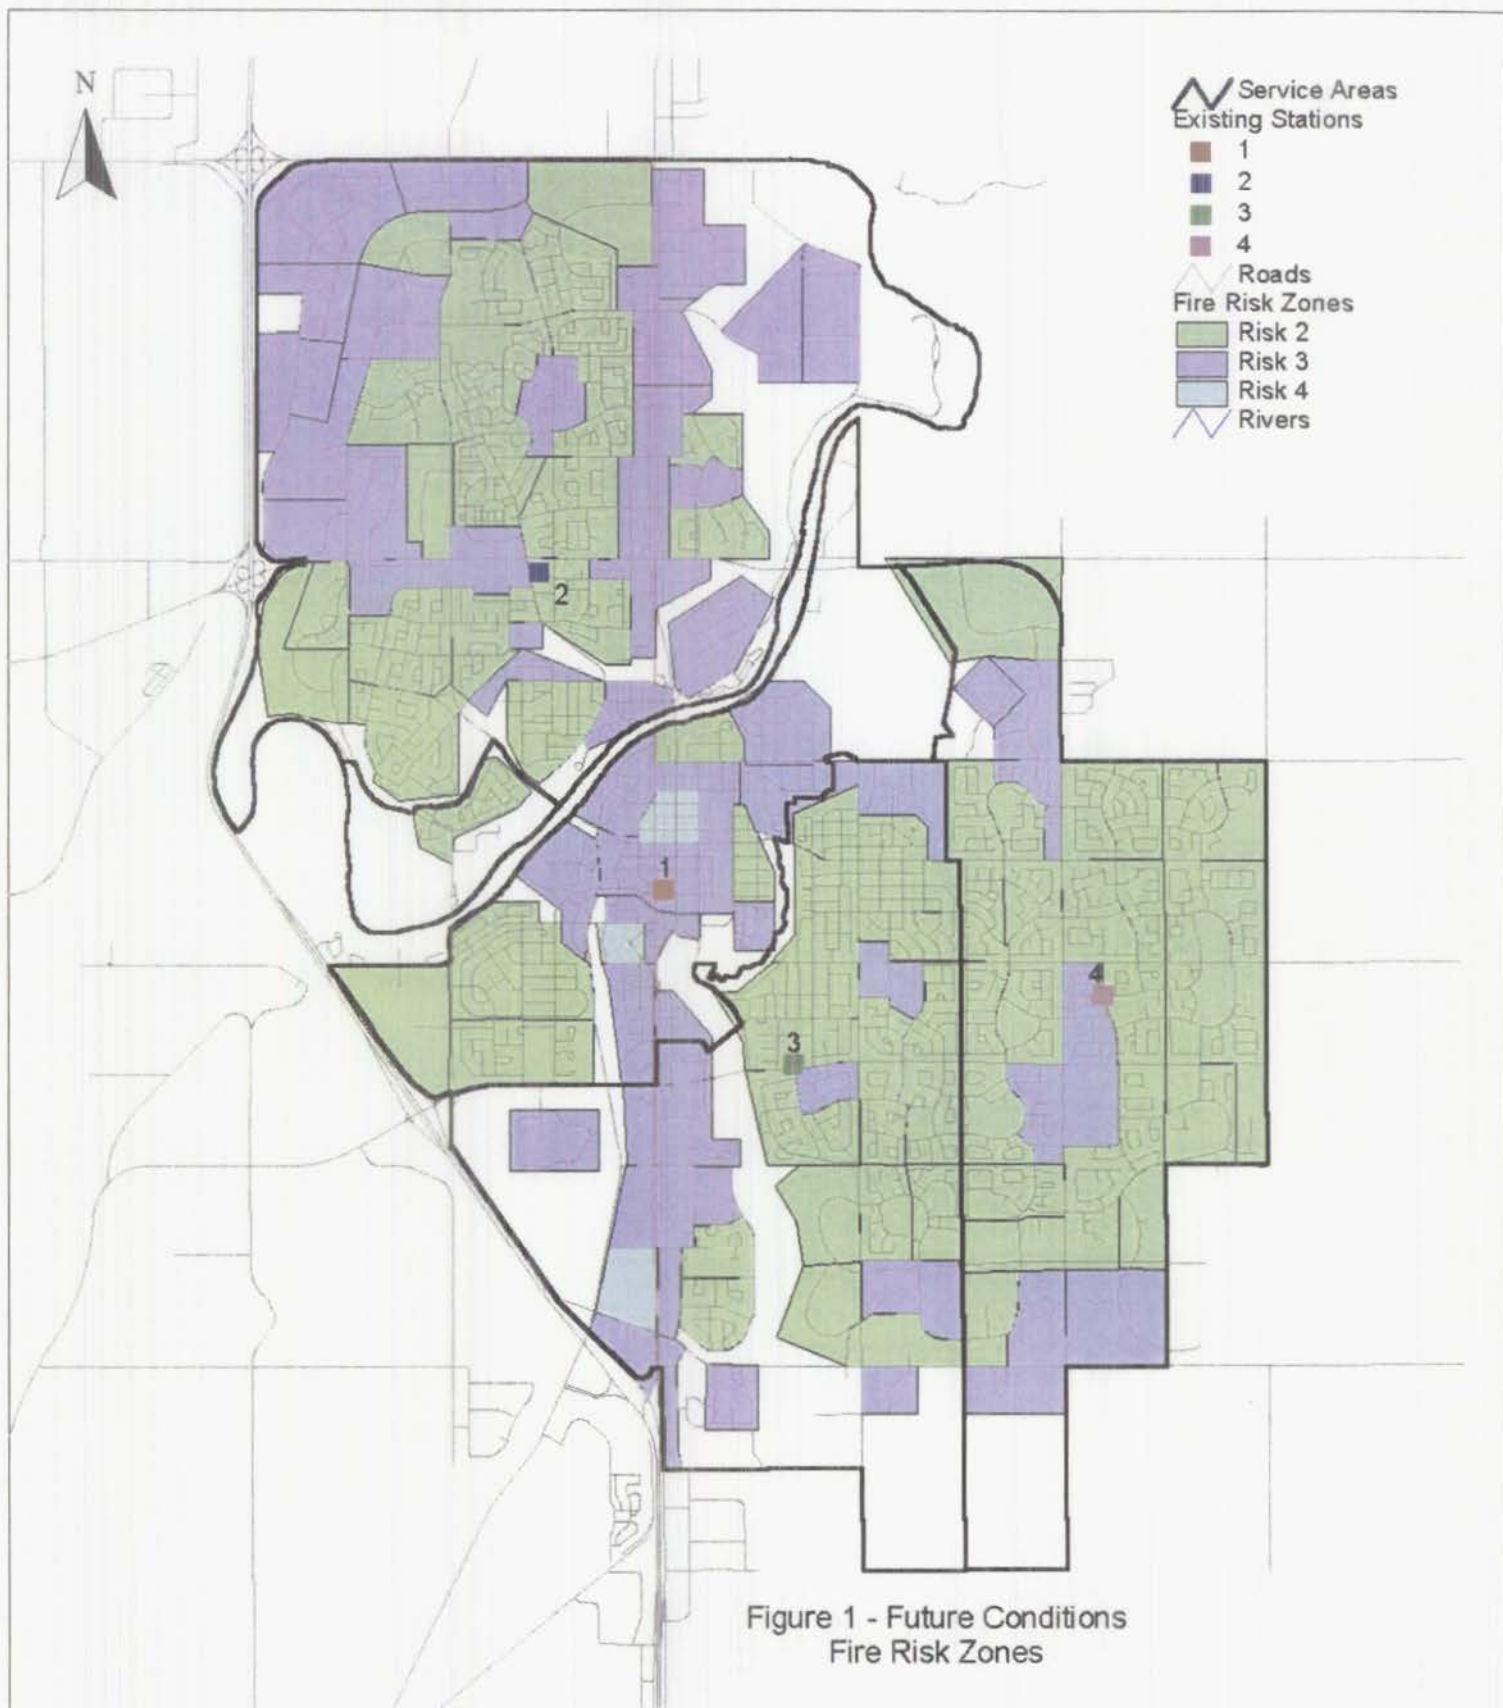 N
Service Areas
Existing Stations
1
2
3
4
Roads
Fire Risk Zones
Risk 2
Risk 3
Risk 4
Rivers
2
1
4
3
Figure 1 - Future Conditions
Fire Risk Zones